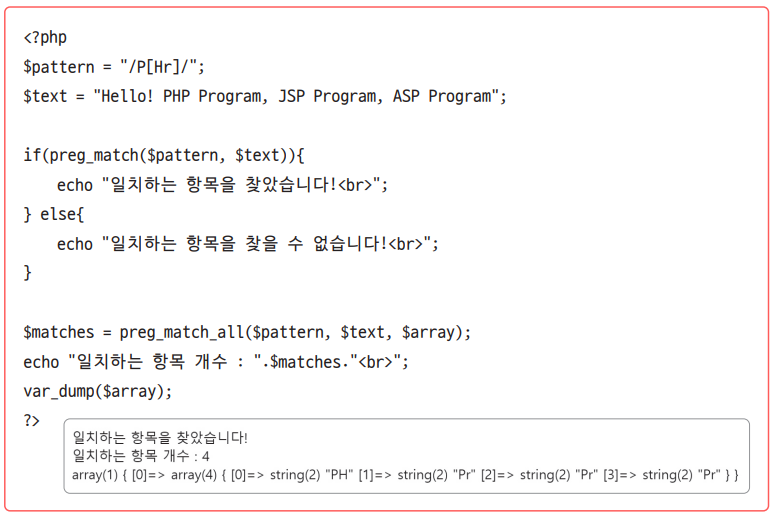 <?php
$pattern = "/P[Hr]/";
$text = "Hello! PHP Program, JSP Program, ASP Program";
if(preg_match($pattern, $text)){
echo "일치하는 항목을 찾았습니다!<br>";
} else{
echo "일치하는 항목을 찾을 수 없습니다!<br>";
}
$matches = preg_match_all($pattern, $text, $array);
echo "일치하는 항목 개수 : ".$matches."<br>";
var_dump($array);
?>
일치하는 항목을 찾았습니다!
일치하는 항목 개수 : 4
array(1) { [0]=> array(4) { [0]=> string(2) "PH" [1]=> string(2) "Pr" [2]=> string(2) "Pr" [3]=> string(2) "Pr" } }